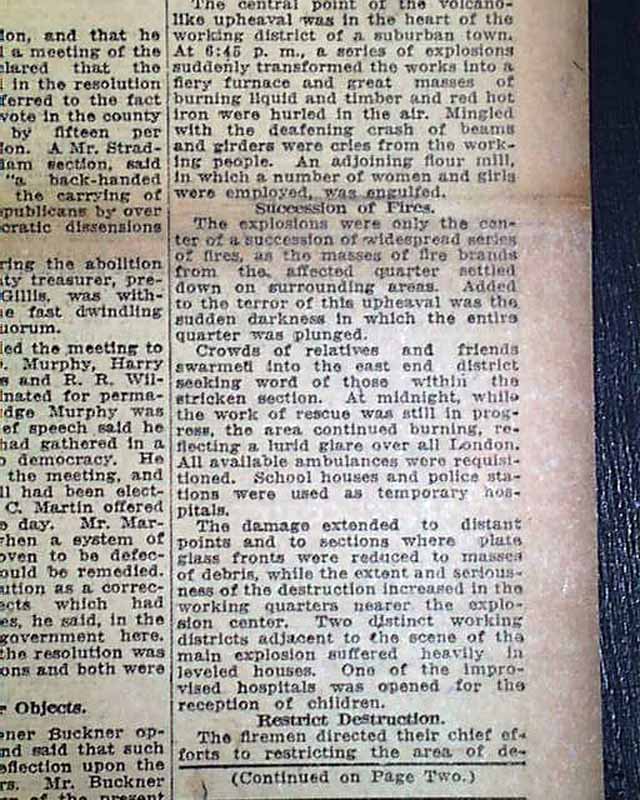 ion, and that he
a meeting of the
clared that the
in the resolution
ferred to the fact
vote in the county
by fifteen per
ion. A Mr. Strad-
iam section, said
"a back-handed
the carrying of
epublicans by over
ocratic dissensions
ring the abolition
ty treasurer, pre-
Gillis, was with-
e fast dwindling
uorum.
led the meeting to
. Murphy, Harry
s and R. R. Wil-
inated for perma-
dge Murphy was
ef speech said he
had gathered in a
o democracy. He
the meeting, and
ll had been elect-
C. Martin offered
e day. Mr. Mar-
when a system of
oven to be defec-
ould be remedied.
ution as a correc-
ects which had
es, he said, in the
government here.
the resolution was
ons and both were
r Objects.
ener Buckner op-
nd said that such
eflection upon the
rs. Mr. Buckner
of the present
The central point of the volcano-
like upheaval was in the heart of the
working district of a suburban town.
At 6:45 p. m., a series of explosions
suddenly transformed the works into a
fiery furnace and great masses of
burning liquid and timber and red hot
iron were hurled in the air. Mingled
with the deafening crash of beams
and girders were cries from the work-
ing people. An adjoining flour mill,
in which a number of women and girls
were employed, was engulfed.
Succession of Fires.
The explosions were only the cen-
ter of a succession of widespread series
of fires, as the masses of fire brands
from the affected quarter settled
down on surrounding areas. Added
to the terror of this upheaval was the
sudden darkness in which the entire
quarter was plunged.
Crowds of relatives and friends
swarmed into the east end district
seeking word of those within the
stricken section. At midnight, while
the work of rescue was still in prog-
ress, the area continued burning, re-
flecting a lurid glare over all London.
All available ambulances were requisi-
tioned. School houses and police sta-
tions were used as temporary hos-
pitals.
The damage extended to distant
points and to sections where plate
glass fronts were reduced to masses
of debris, while the extent and serious-
ness of the destruction increased in the
working quarters nearer the explo-
sion center. Two distinct working
districts adjacent to the scene of the
main explosion suffered heavily in
leveled houses. One of the impro-
vised hospitals was opened for the
reception of children.
Restrict Destruction.
The firemen directed their chief ef-
forts to restricting the area of de-
(Continued on Page Two.)